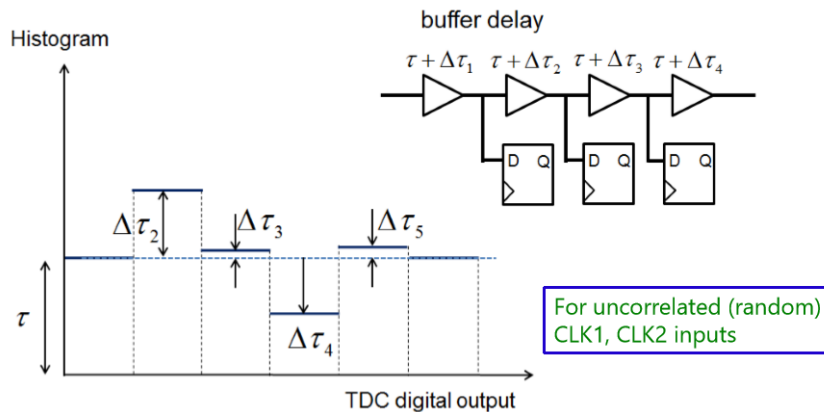 buffer delay
Histogram
τ + Δτ₁ τ + Δτ₂ τ + Δτ₃ τ + Δτ₄
D Q D Q D Q
Δτ₂ Δτ₃ Δτ₅
τ
Δτ₄
For uncorrelated (random)
CLK1, CLK2 inputs
TDC digital output